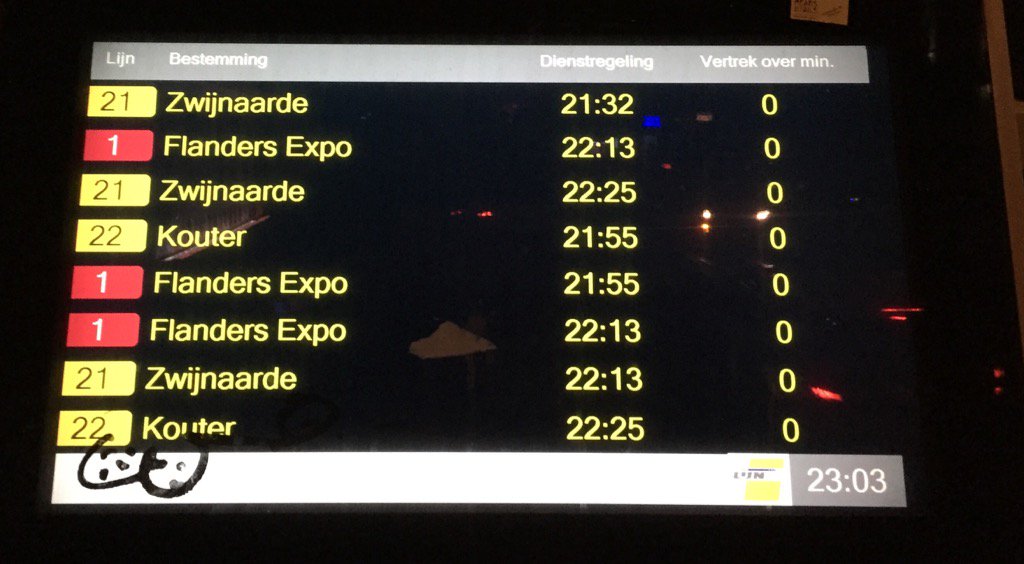 Lijn Bestemming Dienstregeling Vertrek over min.
21 Zwijnaarde 21:32 0
1 Flanders Expo 22:13 0
21 Zwijnaarde 22:25 0
22 Kouter 21:55 0
1 Flanders Expo 21:55 0
1 Flanders Expo 22:13 0
21 Zwijnaarde 22:13 0
22 Kouter 22:25 0
LIJN 23:03